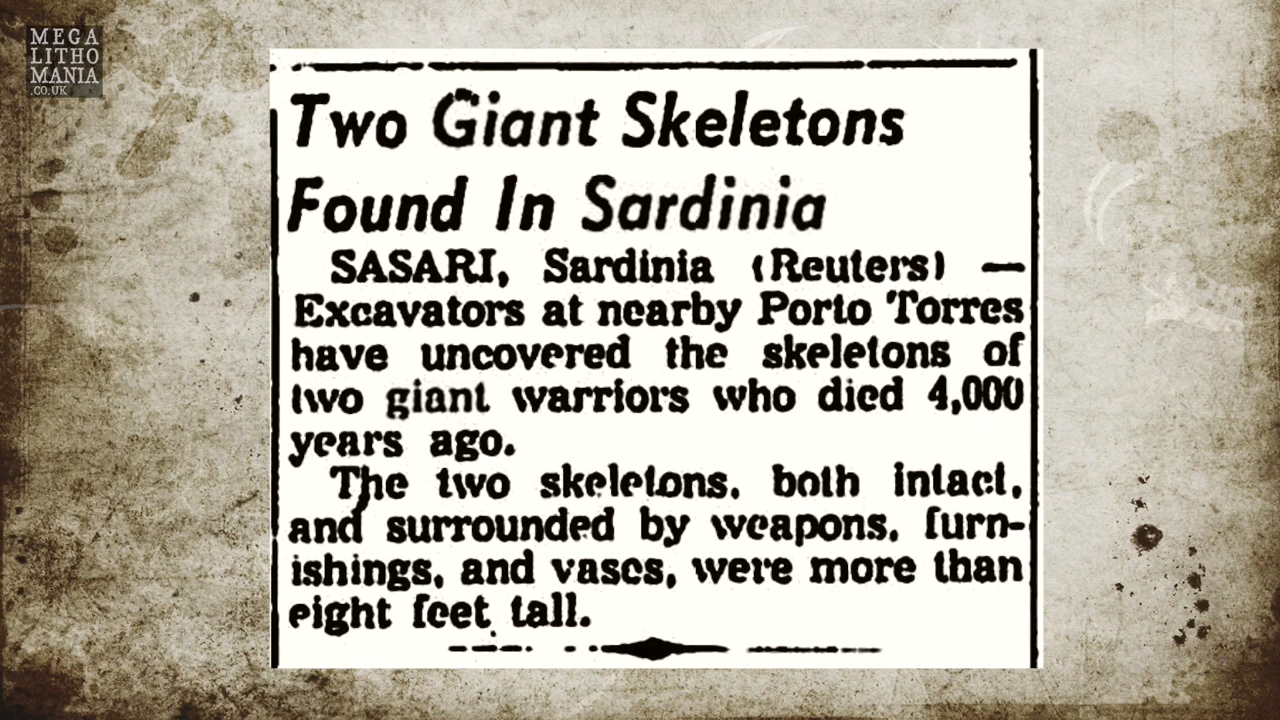 MEGA
LITHO
MANIA
.CO.UK
Two Giant Skeletons
Found In Sardinia
SASARI, Sardinia (Reuters) —
Excavators at nearby Porto Torres
have uncovered the skeletons of
two giant warriors who died 4,000
years ago.
The two skeletons, both intact,
and surrounded by weapons, furn-
ishings, and vases, were more than
eight feet tall.